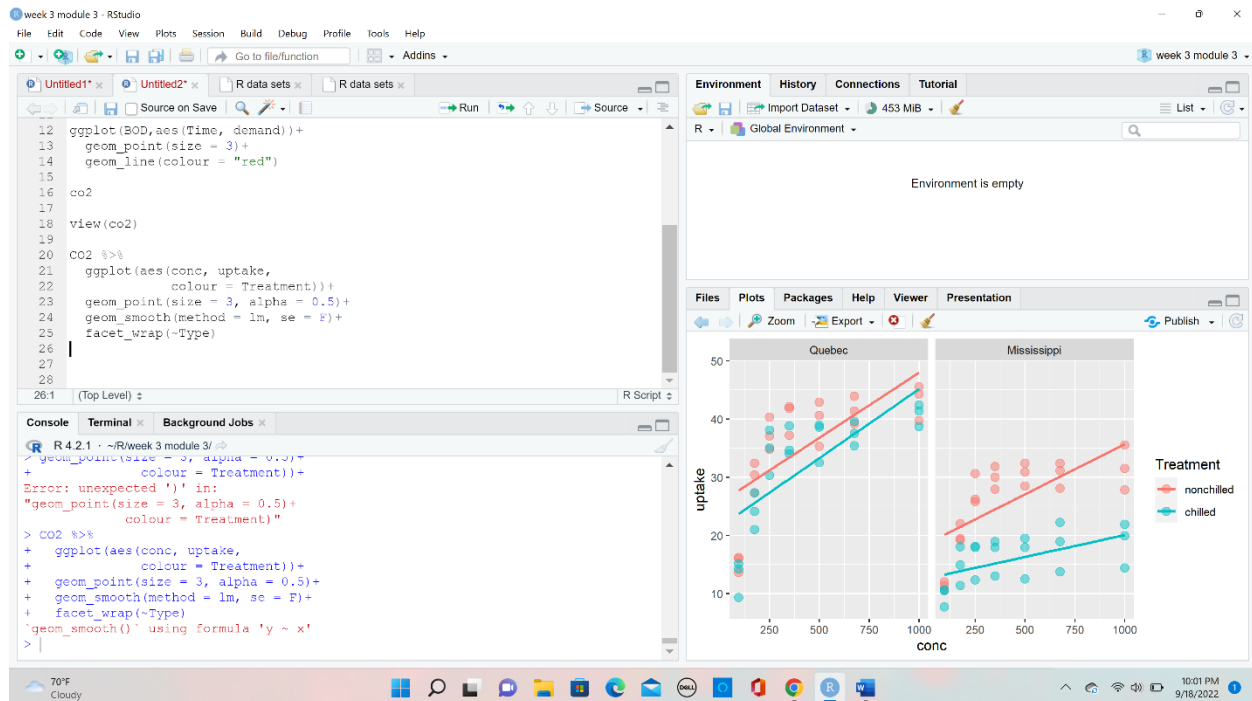 week 3 module 3 - RStudio
File Edit Code View Plots Session Build Debug Profile Tools Help
Go to file/function Addins week 3 module 3
Untitled1* Untitled2* R data sets R data sets
Source on Save Run Source
12 ggplot(BOD,aes(Time, demand))+
13 geom_point(size = 3)+
14 geom_line(colour = "red")
15
16 co2
17
18 view(co2)
19
20 CO2 %>%
21 ggplot(aes(conc, uptake,
22 colour = Treatment))+
23 geom_point(size = 3, alpha = 0.5)+
24 geom_smooth(method = lm, se = F)+
25 facet_wrap(~Type)
26
27
28
26:1 (Top Level) R Script
Console Terminal Background Jobs
R 4.2.1 · ~/R/week 3 module 3/
> geom_point(size = 3, alpha = 0.5)+
+ colour = Treatment))+
Error: unexpected ')' in:
"geom_point(size = 3, alpha = 0.5)+
colour = Treatment)"
> CO2 %>%
+ ggplot(aes(conc, uptake,
+ colour = Treatment))+
+ geom_point(size = 3, alpha = 0.5)+
+ geom_smooth(method = lm, se = F)+
+ facet_wrap(~Type)
`geom_smooth()` using formula 'y ~ x'
>
Environment History Connections Tutorial
Import Dataset 453 MiB List
R Global Environment
Environment is empty
Files Plots Packages Help Viewer Presentation
Zoom Export Publish
Quebec Mississippi
50
40
30
20
10
uptake
250 500 750 1000 250 500 750 1000
conc
Treatment
nonchilled
chilled
70°F
Cloudy
DELL
10:01 PM
9/18/2022
1